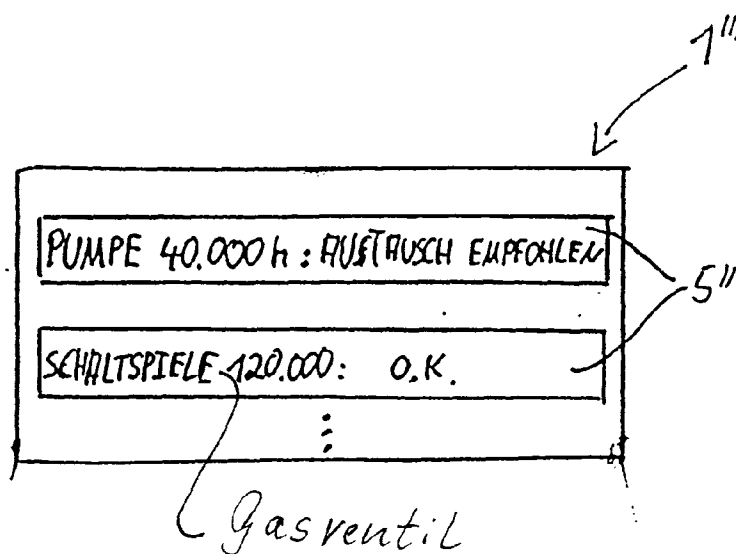 1"
PUMPE 40.000 h : AUSTAUSCH EMPFOHLEN
5"
SCHALTSPIELE 120.000: O.K.
Gasventil